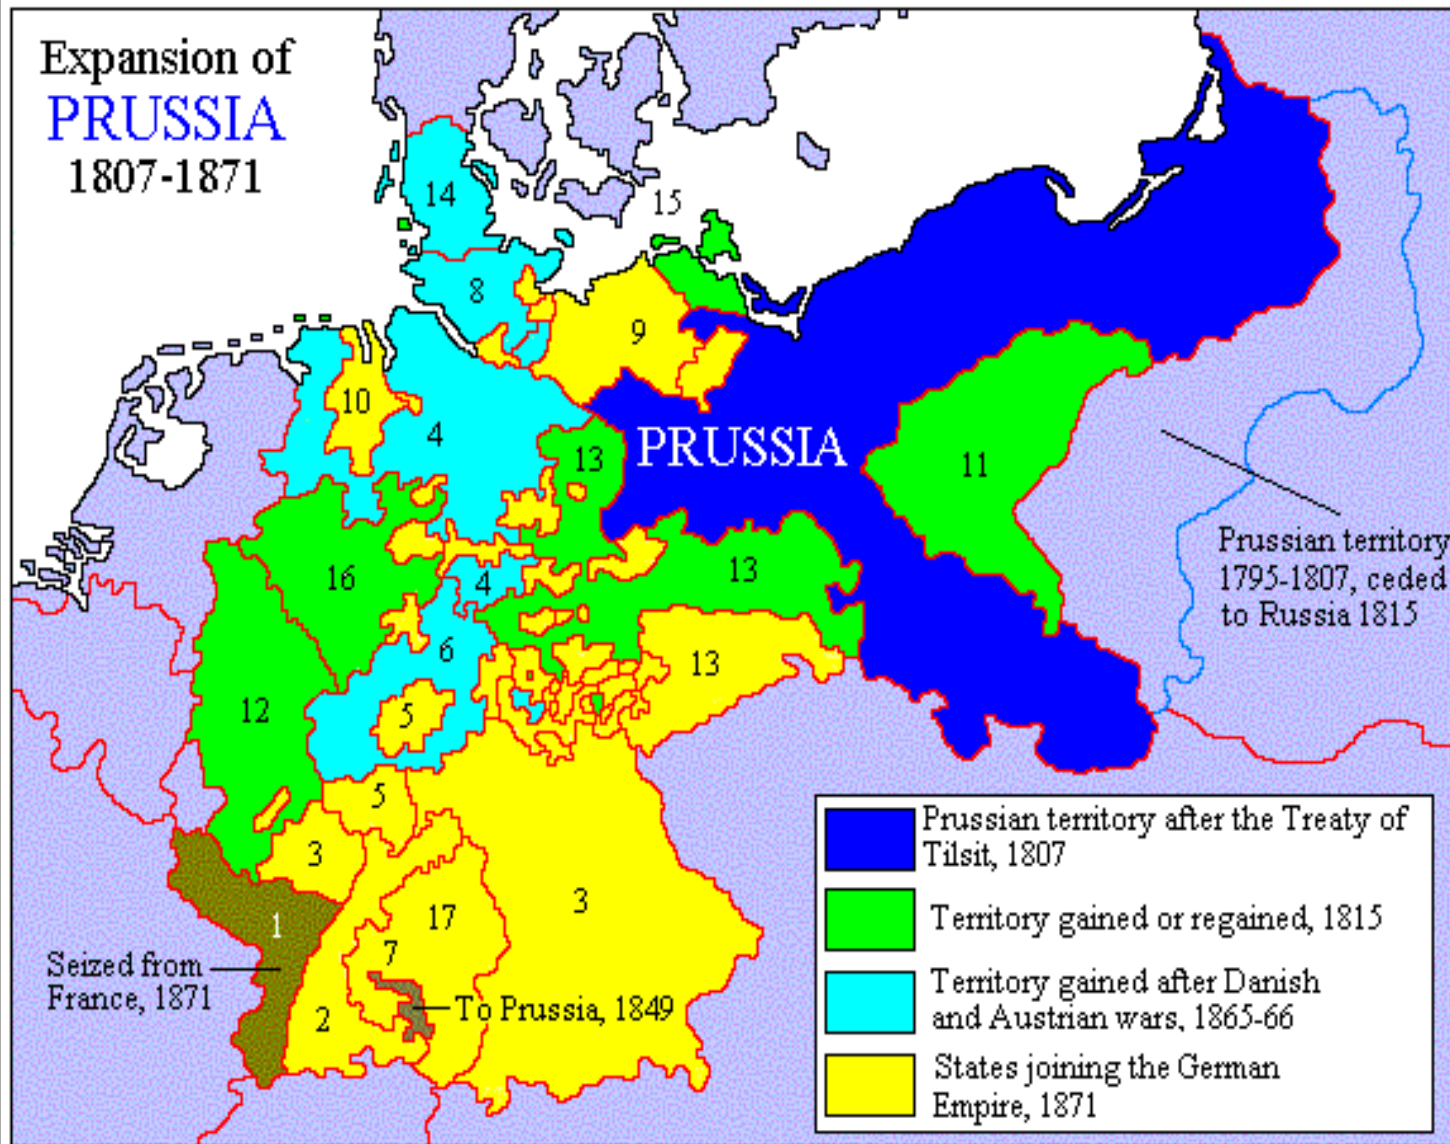 Expansion of
PRUSSIA
1807-1871
14
15
8
9
10
4
13
PRUSSIA
11
Prussian territory
1795-1807, ceded
to Russia 1815
16
4
13
6
13
12
5
5
3
1
17
3
7
Seized from
France, 1871
To Prussia, 1849
2
Prussian territory after the Treaty of
Tilsit, 1807
Territory gained or regained, 1815
Territory gained after Danish
and Austrian wars, 1865-66
States joining the German
Empire, 1871